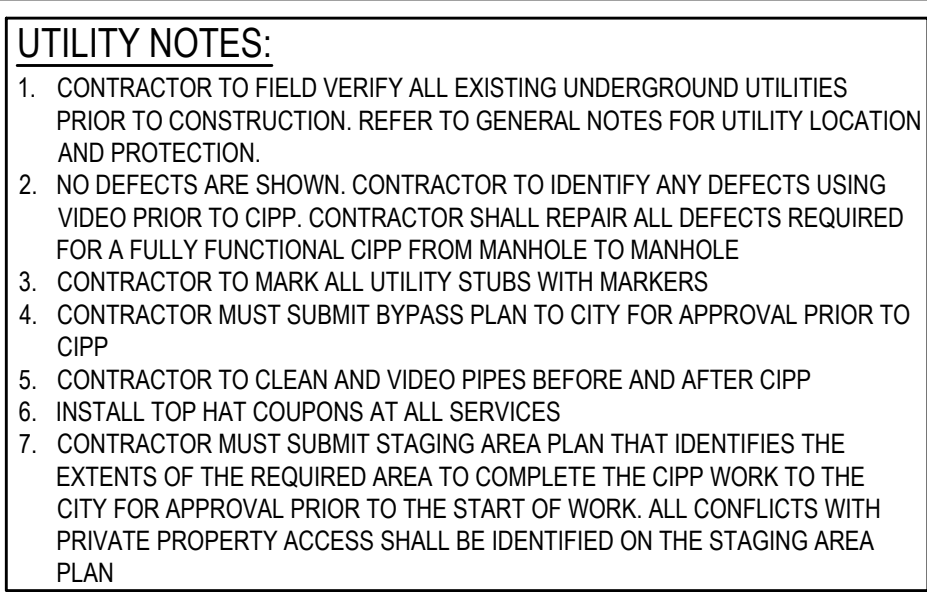 UTILITY NOTES:
1. CONTRACTOR TO FIELD VERIFY ALL EXISTING UNDERGROUND UTILITIES
PRIOR TO CONSTRUCTION. REFER TO GENERAL NOTES FOR UTILITY LOCATION
AND PROTECTION.
2. NO DEFECTS ARE SHOWN. CONTRACTOR TO IDENTIFY ANY DEFECTS USING
VIDEO PRIOR TO CIPP. CONTRACTOR SHALL REPAIR ALL DEFECTS REQUIRED
FOR A FULLY FUNCTIONAL CIPP FROM MANHOLE TO MANHOLE
3. CONTRACTOR TO MARK ALL UTILITY STUBS WITH MARKERS
4. CONTRACTOR MUST SUBMIT BYPASS PLAN TO CITY FOR APPROVAL PRIOR TO
CIPP
5. CONTRACTOR TO CLEAN AND VIDEO PIPES BEFORE AND AFTER CIPP
6. INSTALL TOP HAT COUPONS AT ALL SERVICES
7. CONTRACTOR MUST SUBMIT STAGING AREA PLAN THAT IDENTIFIES THE
EXTENTS OF THE REQUIRED AREA TO COMPLETE THE CIPP WORK TO THE
CITY FOR APPROVAL PRIOR TO THE START OF WORK. ALL CONFLICTS WITH
PRIVATE PROPERTY ACCESS SHALL BE IDENTIFIED ON THE STAGING AREA
PLAN